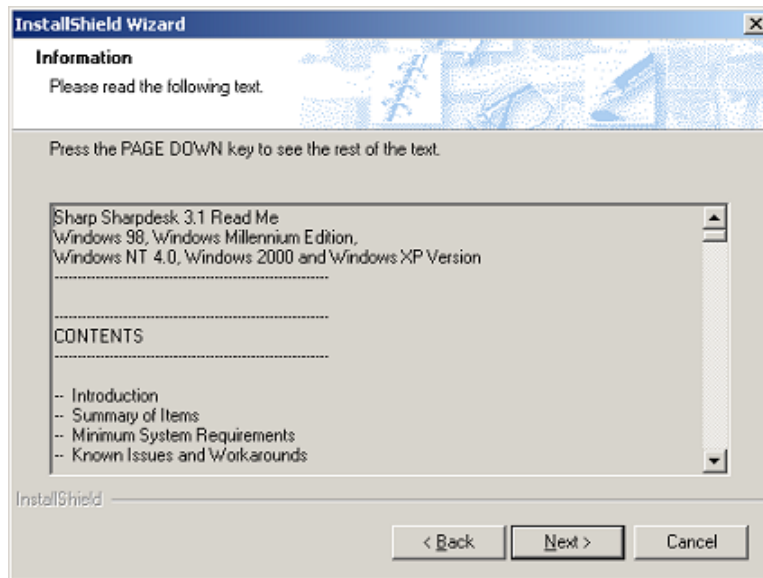 InstallShield Wizard
Information
Please read the following text.
Press the PAGE DOWN key to see the rest of the text.
Sharp Sharpdesk 3.1 Read Me
Windows 98, Windows Millennium Edition,
Windows NT 4.0, Windows 2000 and Windows XP Version
----------------------------------------------------
----------------------------------------------------
CONTENTS
----------------------------------------------------
-- Introduction
-- Summary of Items
-- Minimum System Requirements
-- Known Issues and Workarounds
InstallShield
< Back Next > Cancel